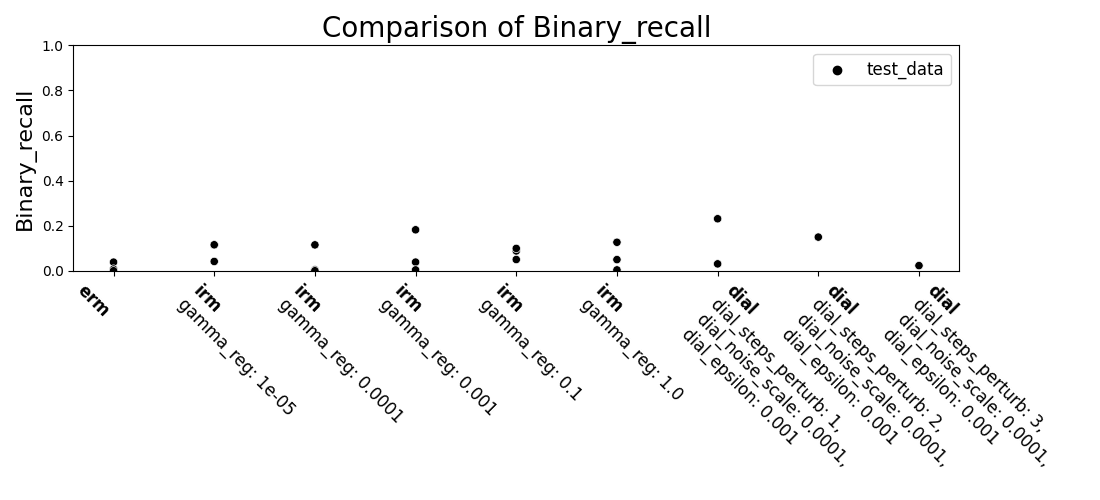 Comparison of Binary_recall
Binary_recall
1.0
0.8
0.6
0.4
0.2
0.0
test_data
erm
irm
gamma_reg: 1e-05
irm
gamma_reg: 0.0001
irm
gamma_reg: 0.001
irm
gamma_reg: 0.1
irm
gamma_reg: 1.0
dial
dial_steps_perturb: 1,
dial_noise_scale: 0.0001,
dial_epsilon: 0.001
dial
dial_steps_perturb: 2,
dial_noise_scale: 0.0001,
dial_epsilon: 0.001
dial
dial_steps_perturb: 3,
dial_noise_scale: 0.0001,
dial_epsilon: 0.001